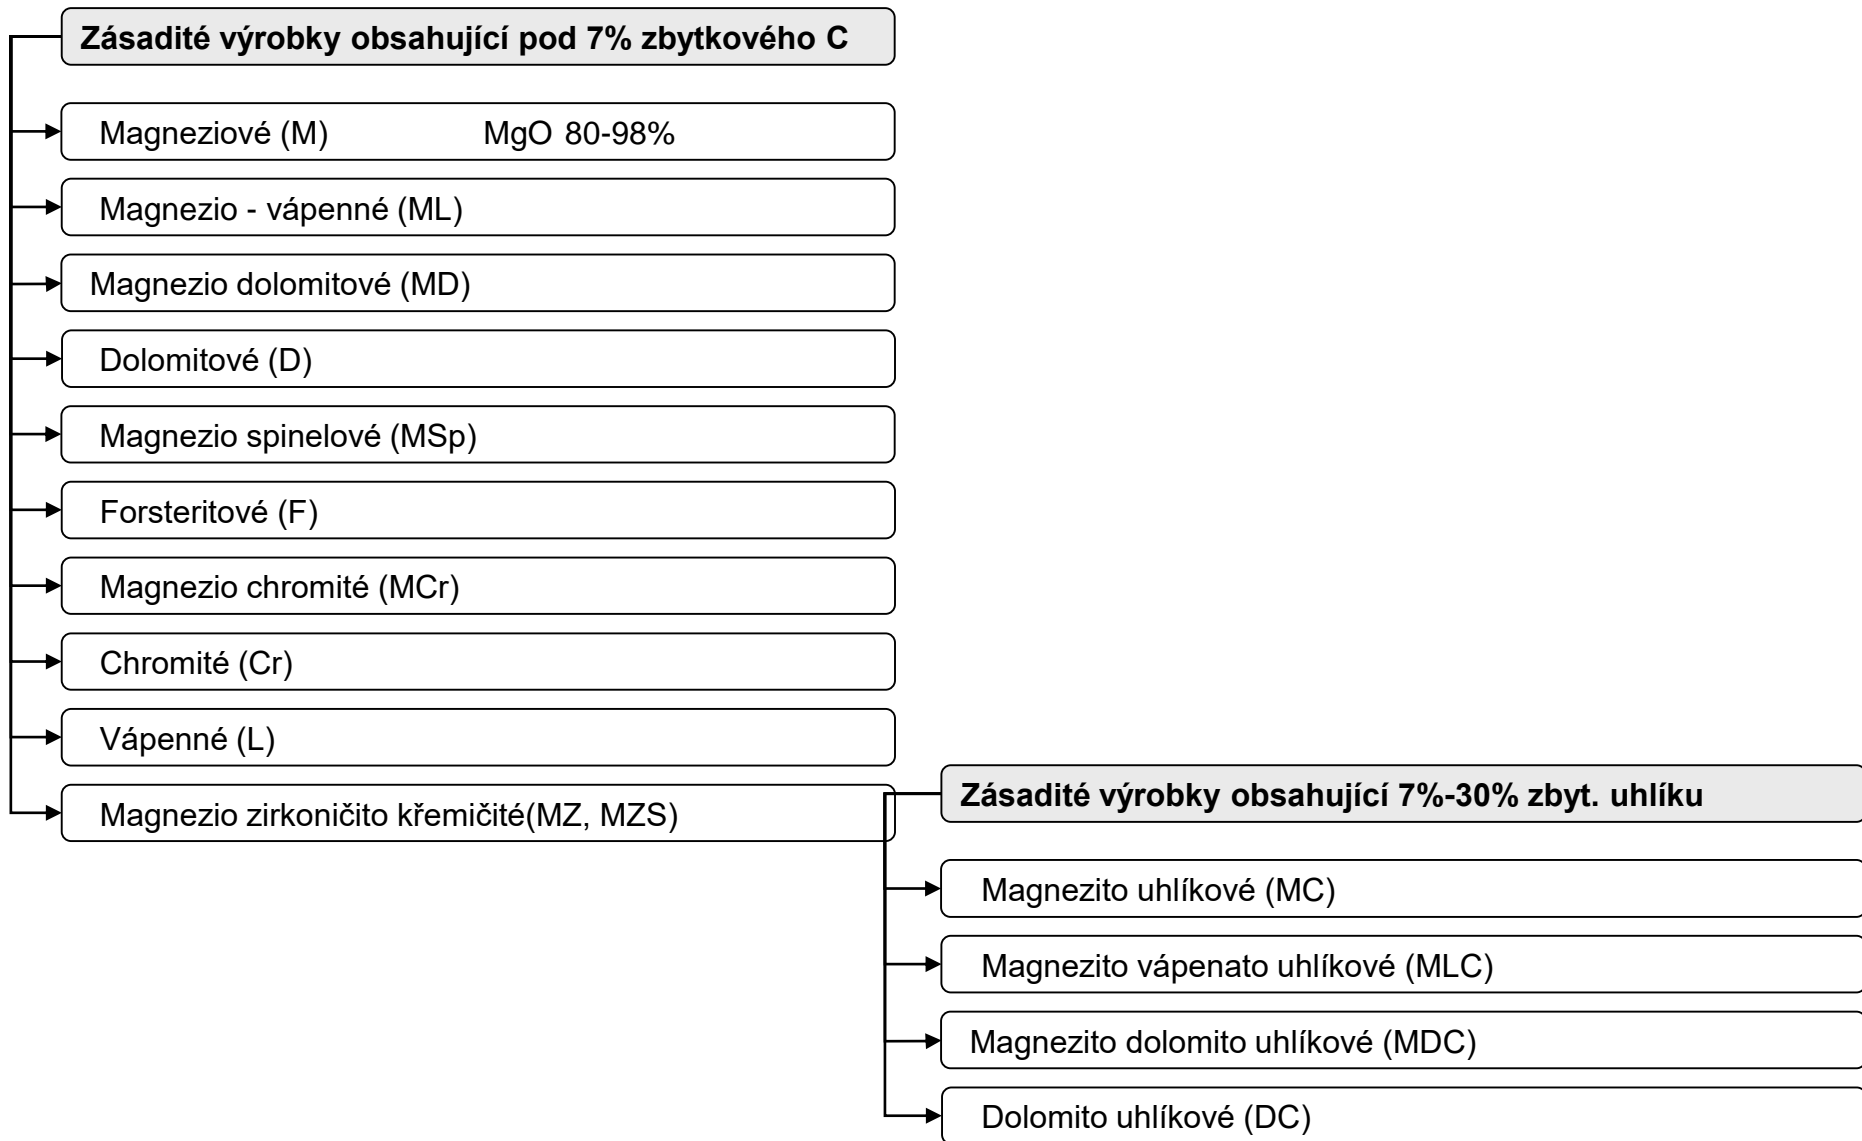 Zásadité výrobky obsahující pod 7% zbytkového C
Magneziové (M) MgO 80-98%
Magnezio - vápenné (ML)
Magnezio dolomitové (MD)
Dolomitové (D)
Magnezio spinelové (MSp)
Forsteritové (F)
Magnezio chromité (MCr)
Chromité (Cr)
Vápenné (L)
Magnezio zirkoničito křemičité(MZ, MZS)
Zásadité výrobky obsahující 7%-30% zbyt. uhlíku
Magnezito uhlíkové (MC)
Magnezito vápenato uhlíkové (MLC)
Magnezito dolomito uhlíkové (MDC)
Dolomito uhlíkové (DC)